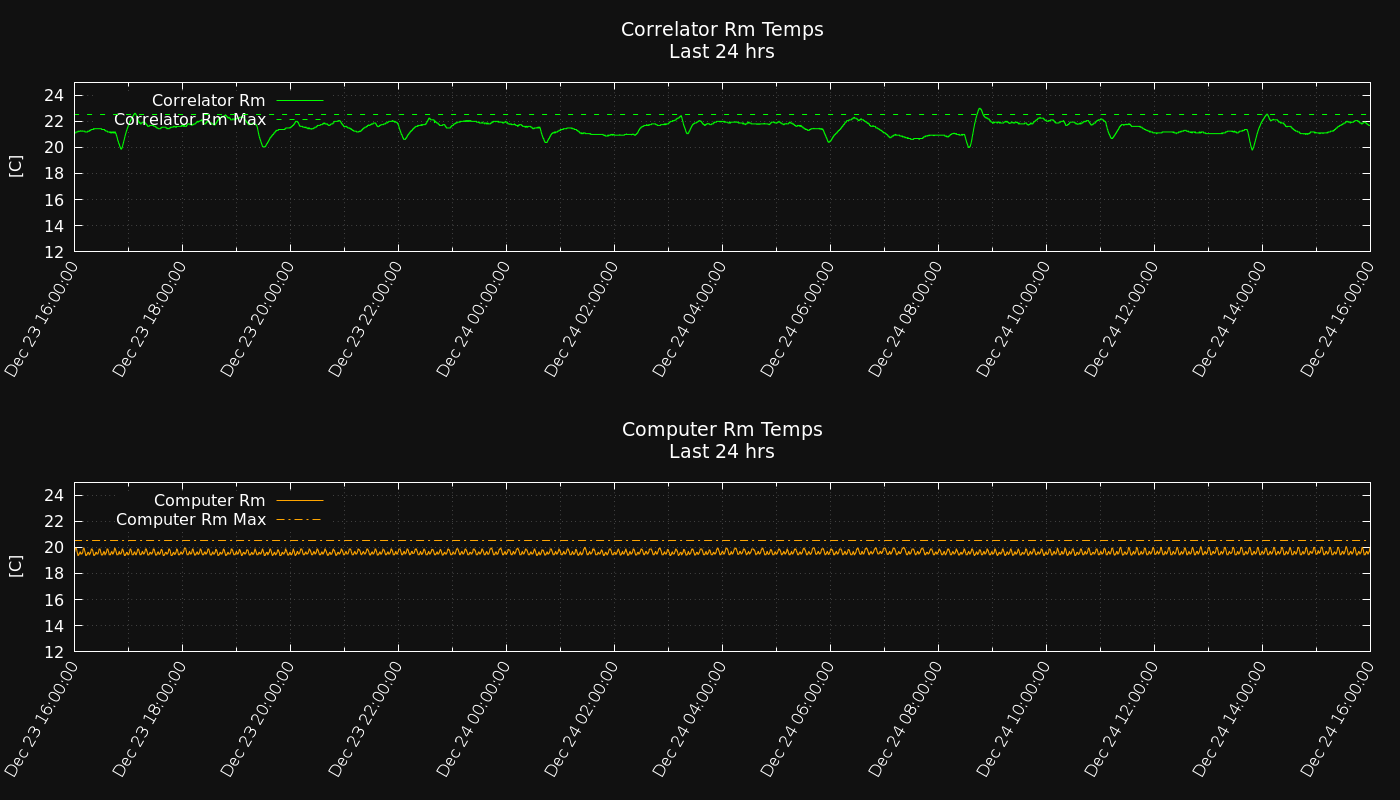 Correlator Rm Temps
Last 24 hrs
Correlator Rm
Correlator Rm Max
[C]
24
22
20
18
16
14
12
Dec 23 16:00:00
Dec 23 18:00:00
Dec 23 20:00:00
Dec 23 22:00:00
Dec 24 00:00:00
Dec 24 02:00:00
Dec 24 04:00:00
Dec 24 06:00:00
Dec 24 08:00:00
Dec 24 10:00:00
Dec 24 12:00:00
Dec 24 14:00:00
Dec 24 16:00:00
Computer Rm Temps
Last 24 hrs
Computer Rm
Computer Rm Max
[C]
24
22
20
18
16
14
12
Dec 23 16:00:00
Dec 23 18:00:00
Dec 23 20:00:00
Dec 23 22:00:00
Dec 24 00:00:00
Dec 24 02:00:00
Dec 24 04:00:00
Dec 24 06:00:00
Dec 24 08:00:00
Dec 24 10:00:00
Dec 24 12:00:00
Dec 24 14:00:00
Dec 24 16:00:00